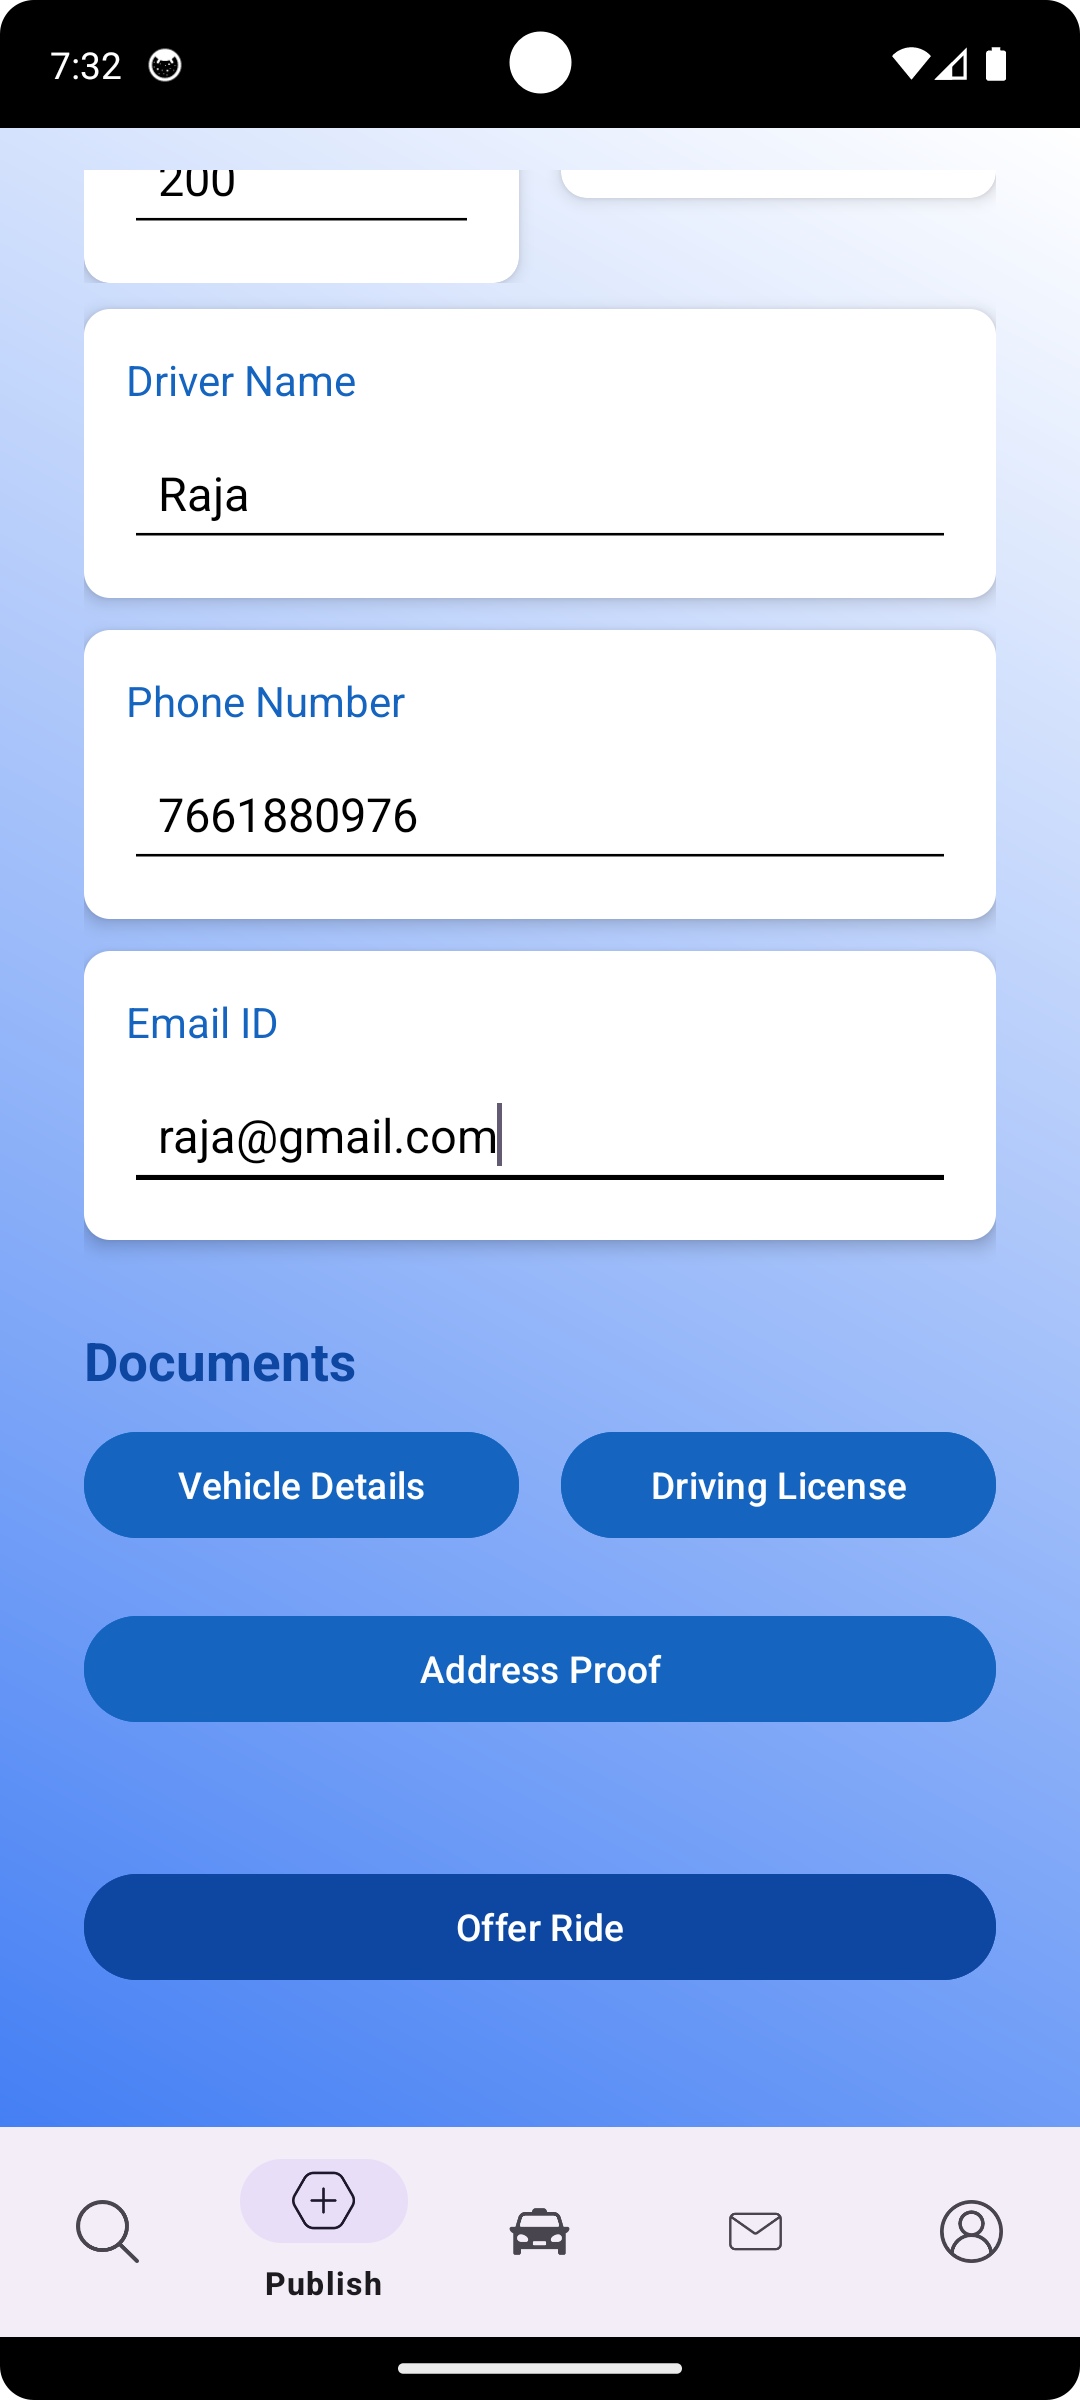 7:32
200
Driver Name
Raja
Phone Number
7661880976
Email ID
raja@gmail.com
Documents
Vehicle Details
Driving License
Address Proof
Offer Ride
Publish